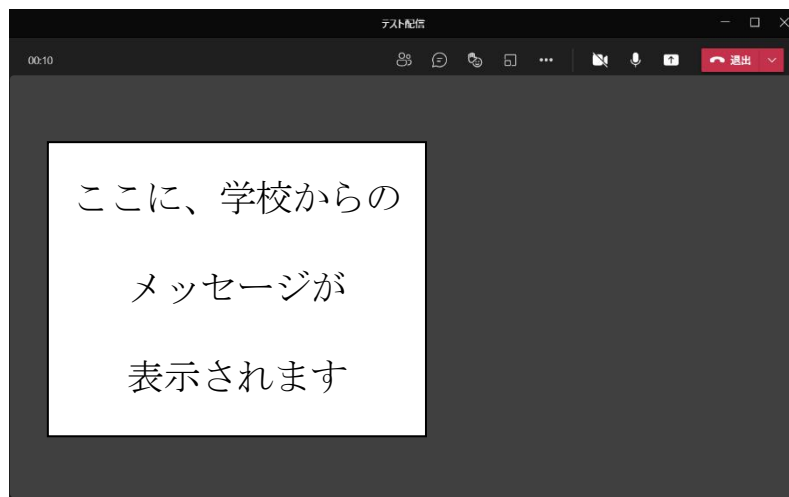 テスト配信
00:10
退出
ここに、学校からの
メッセージが
表示されます